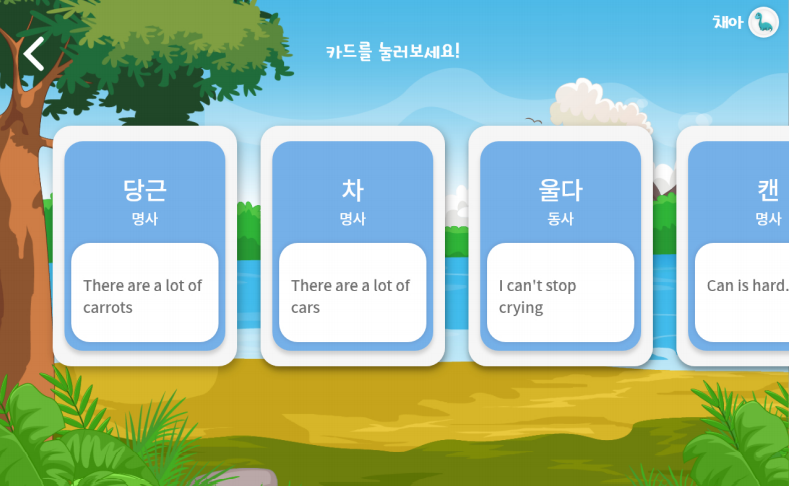 채아
카드를 눌러보세요!
당근
명사
There are a lot of
carrots
차
명사
There are a lot of
cars
울다
동사
I can't stop
crying
캔
명사
Can is hard.